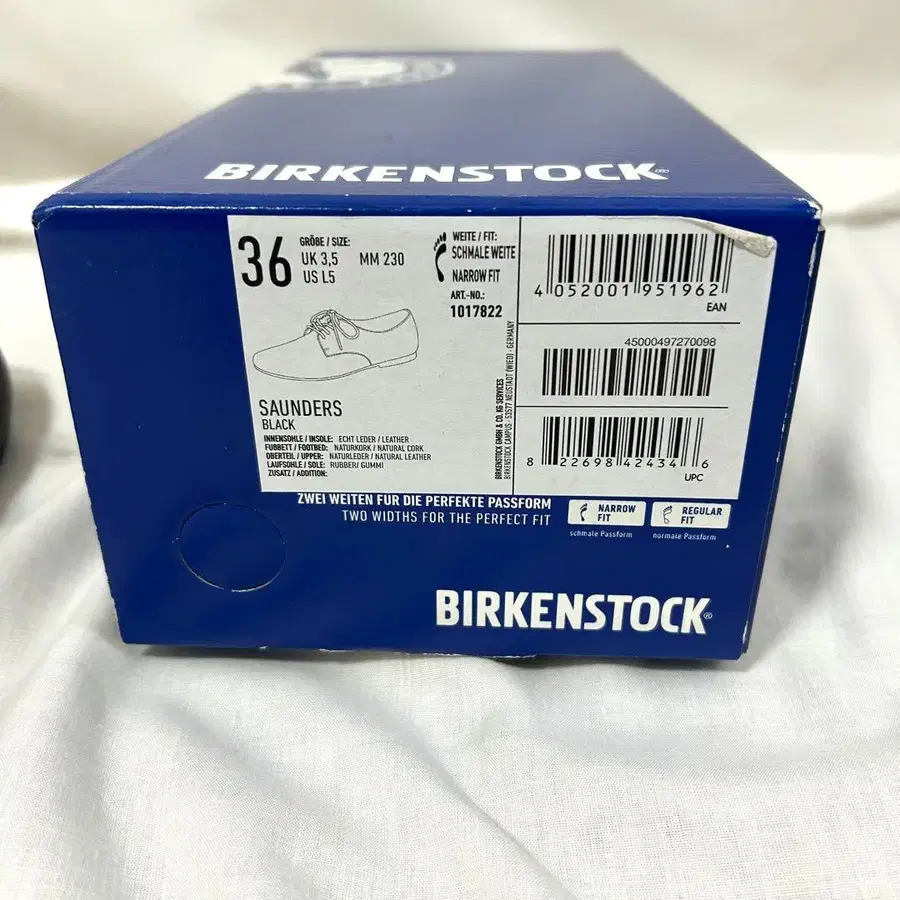 BIRKENSTOCK®
36
GRÖßE / SIZE:
UK 3,5
US L5
MM 230
WEITE / FIT:
SCHMALE WEITE
NARROW FIT
ART.-NO.:
1017822
SAUNDERS
BLACK
INNENSOHLE / INSOLE: ECHT LEDER / LEATHER
FUßBETT / FOOTBED: NATURKORK / NATURAL CORK
OBERTEIL / UPPER: NATURLEDER / NATURAL LEATHER
LAUFSOHLE / SOLE: RUBBER/ GUMMI
ZUSATZ / ADDITION:
BIRKENSTOCK GMBH & CO. KG SERVICES
BIRKENSTOCK CAMPUS · 53577 NEUSTADT (WIED) · GERMANY
4 052001 951962
EAN
45000497270098
8 22698 42434 6
UPC
ZWEI WEITEN FÜR DIE PERFEKTE PASSFORM
TWO WIDTHS FOR THE PERFECT FIT
NARROW
FIT
schmale Passform
REGULAR
FIT
normale Passform
BIRKENSTOCK®